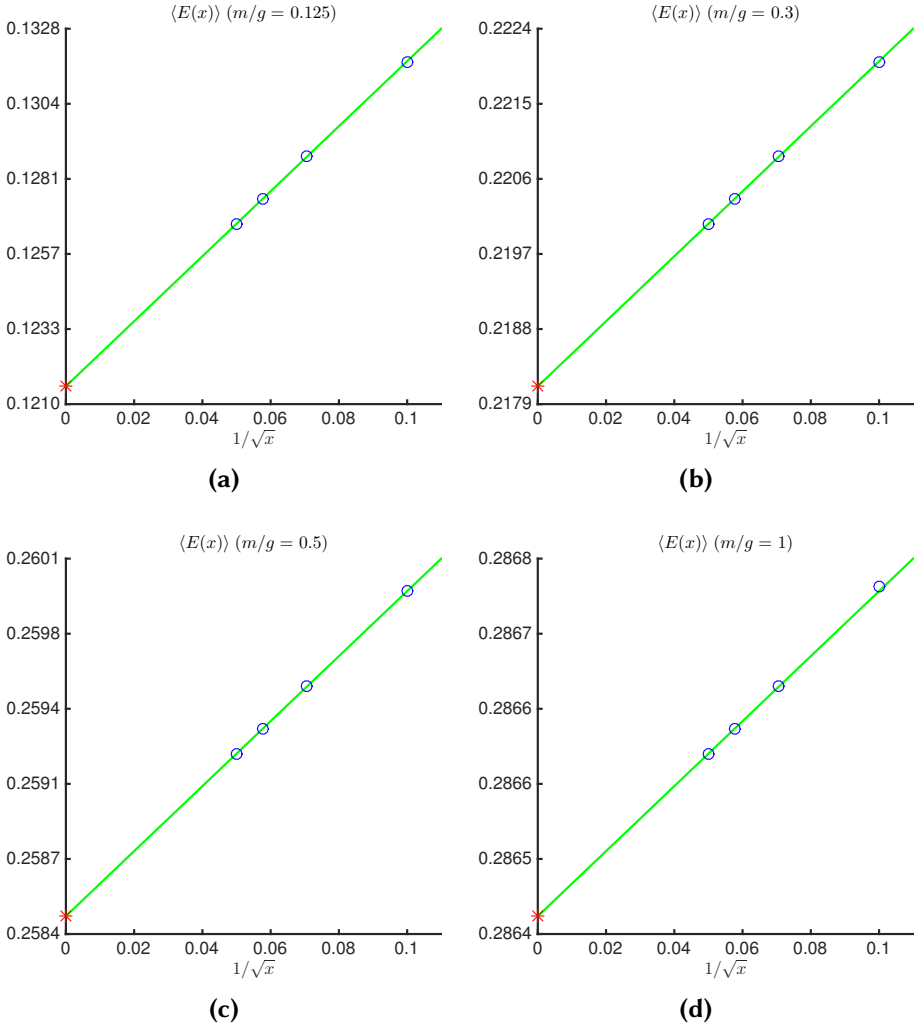 ⟨E(x)⟩ (m/g = 0.125)
0.1328
0.1304
0.1281
0.1257
0.1233
0.1210
0 0.02 0.04 0.06 0.08 0.1
1/√x
(a)
⟨E(x)⟩ (m/g = 0.3)
0.2224
0.2215
0.2206
0.2197
0.2188
0.2179
0 0.02 0.04 0.06 0.08 0.1
1/√x
(b)
⟨E(x)⟩ (m/g = 0.5)
0.2601
0.2598
0.2594
0.2591
0.2587
0.2584
0 0.02 0.04 0.06 0.08 0.1
1/√x
(c)
⟨E(x)⟩ (m/g = 1)
0.2868
0.2867
0.2866
0.2866
0.2865
0.2864
0 0.02 0.04 0.06 0.08 0.1
1/√x
(d)